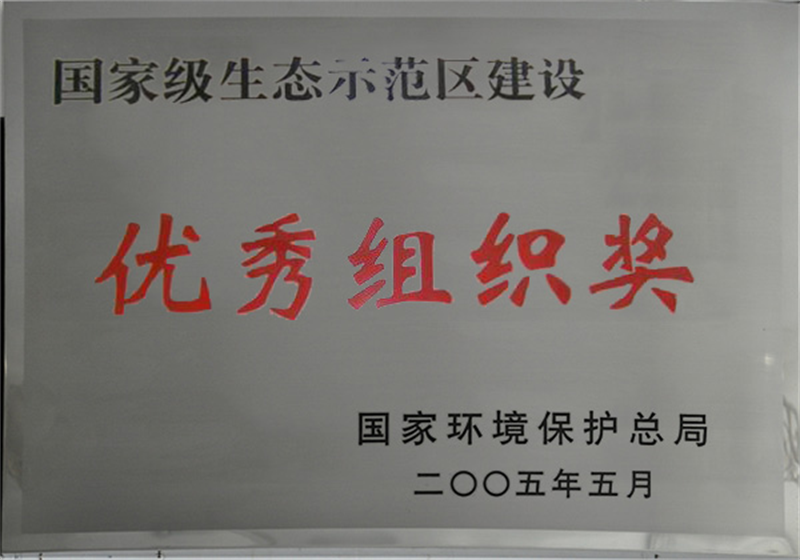 国家级生态示范区建设
优秀组织奖
国家环境保护总局
二〇〇五年五月